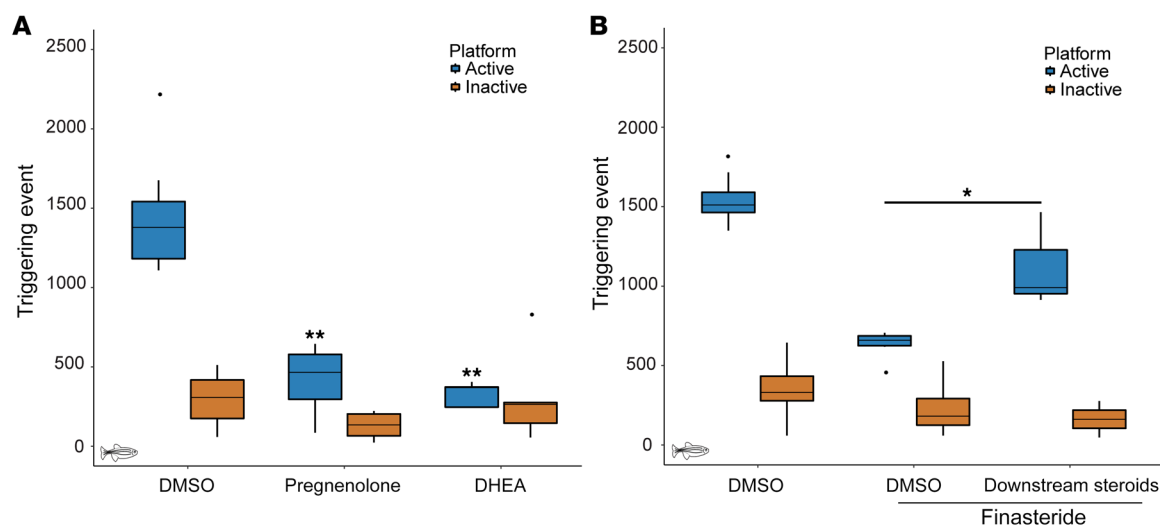 A
Triggering event
2500
2000
1500
1000
500
0
Platform
Active
Inactive
**
**
DMSO
Pregnenolone
DHEA
B
Triggering event
2500
2000
1500
1000
500
0
Platform
Active
Inactive
*
DMSO
DMSO
Downstream steroids
Finasteride